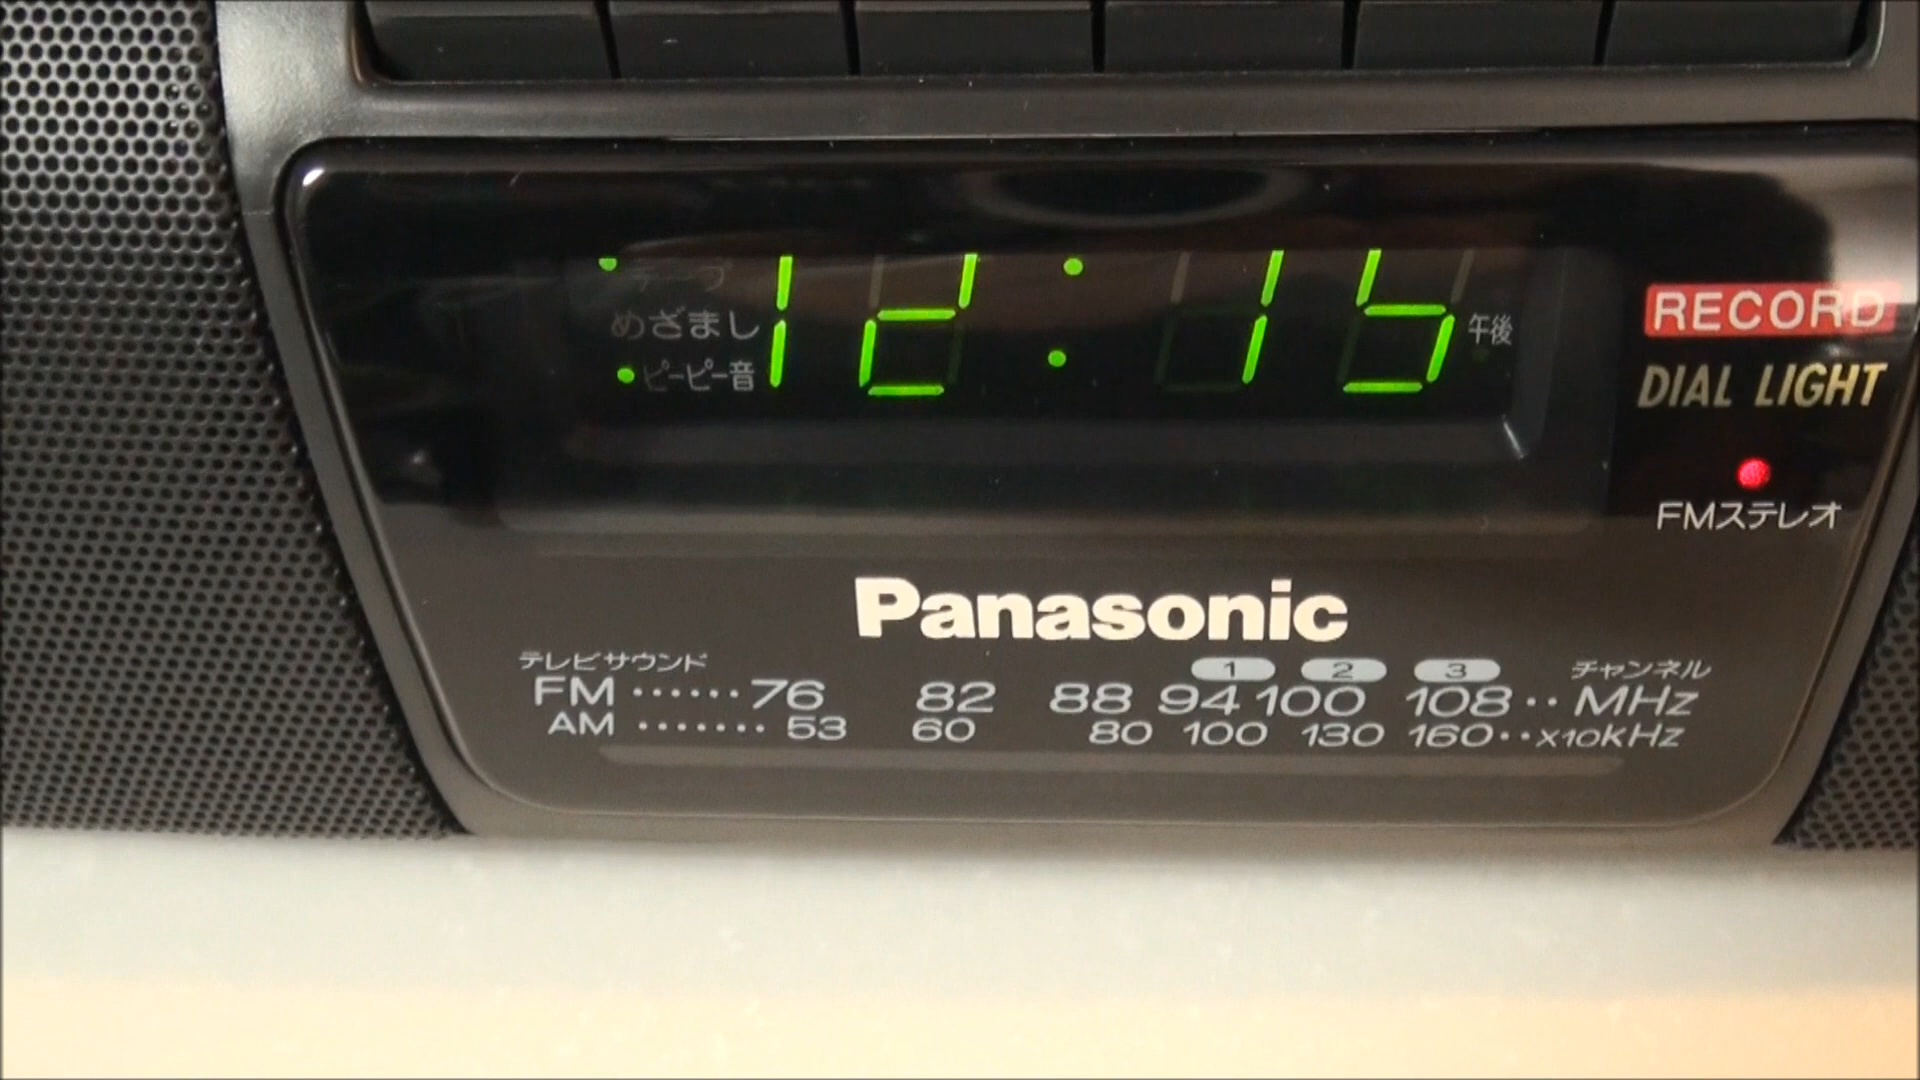 テープ
めざまし
ピーピー音
12:15
午後
RECORD
DIAL LIGHT
FMステレオ
Panasonic
テレビサウンド 1 2 3 チャンネル
FM ······ 76 82 88 94 100 108 ·· MHz
AM ······· 53 60 80 100 130 160 ·· x10kHz